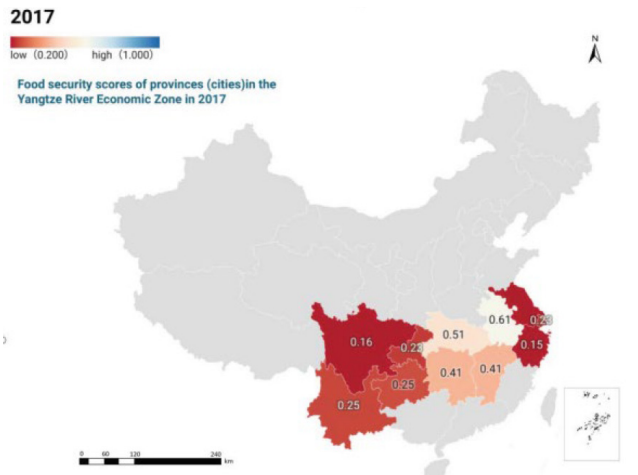 2017
low (0.200) high (1.000)
Food security scores of provinces (cities)in the
Yangtze River Economic Zone in 2017
N
0.61
0.23
0.51
0.16
0.23
0.15
0.41
0.41
0.25
0.25
0 60 120 240
km